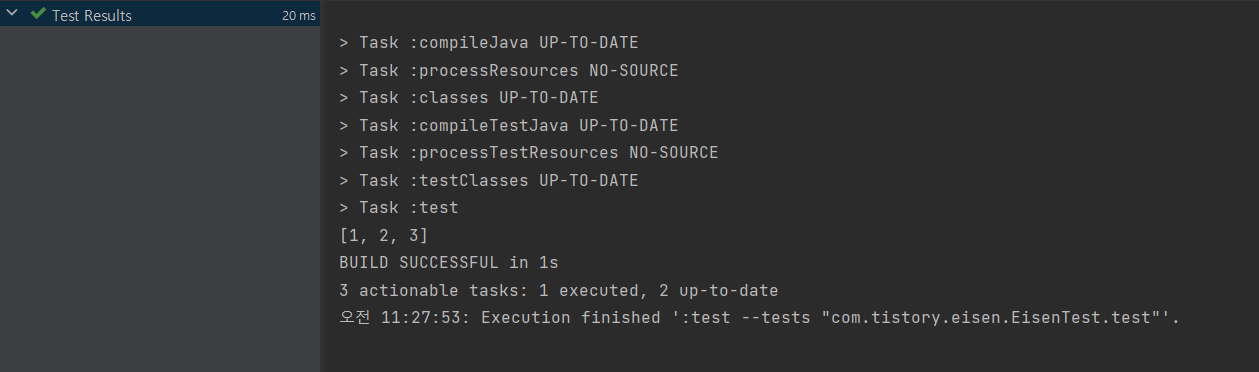 Test Results 20 ms
> Task :compileJava UP-TO-DATE
> Task :processResources NO-SOURCE
> Task :classes UP-TO-DATE
> Task :compileTestJava UP-TO-DATE
> Task :processTestResources NO-SOURCE
> Task :testClasses UP-TO-DATE
> Task :test
[1, 2, 3]
BUILD SUCCESSFUL in 1s
3 actionable tasks: 1 executed, 2 up-to-date
오전 11:27:53: Execution finished ':test --tests "com.tistory.eisen.EisenTest.test"'.